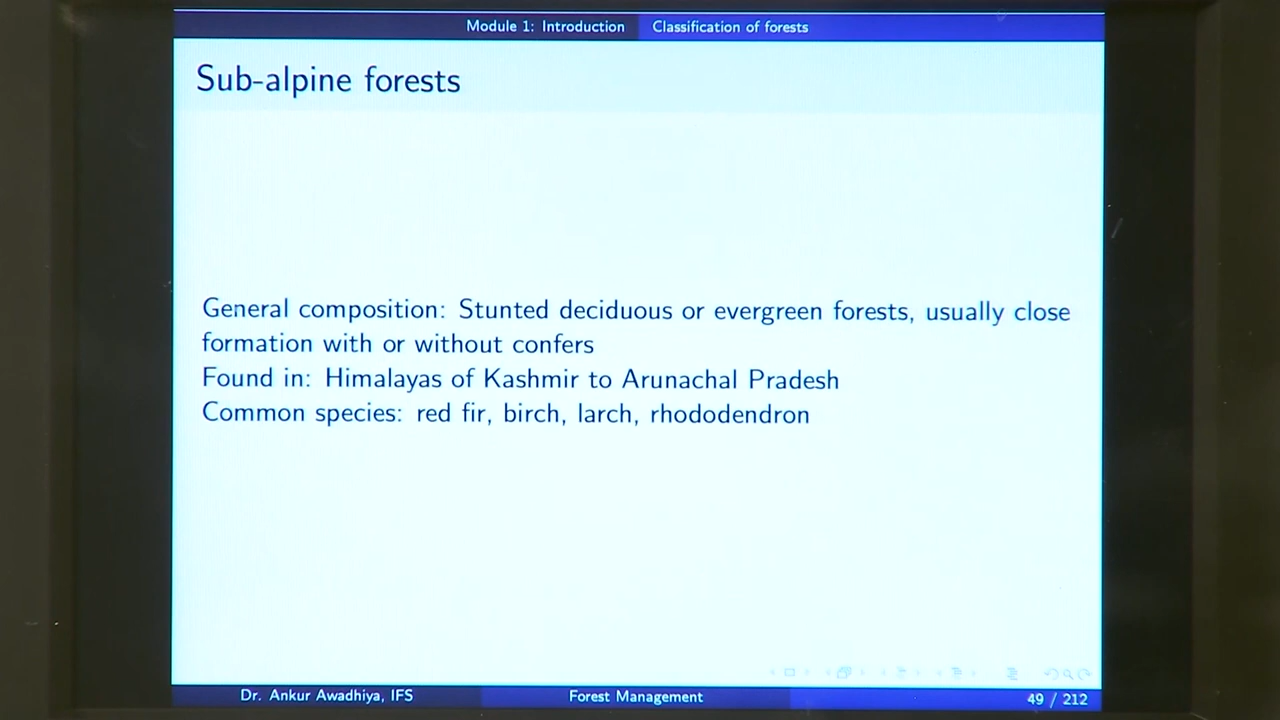 Module 1: Introduction Classification of forests
Sub-alpine forests
General composition: Stunted deciduous or evergreen forests, usually close
formation with or without confers
Found in: Himalayas of Kashmir to Arunachal Pradesh
Common species: red fir, birch, larch, rhododendron
Dr. Ankur Awadhiya, IFS Forest Management 49 / 212